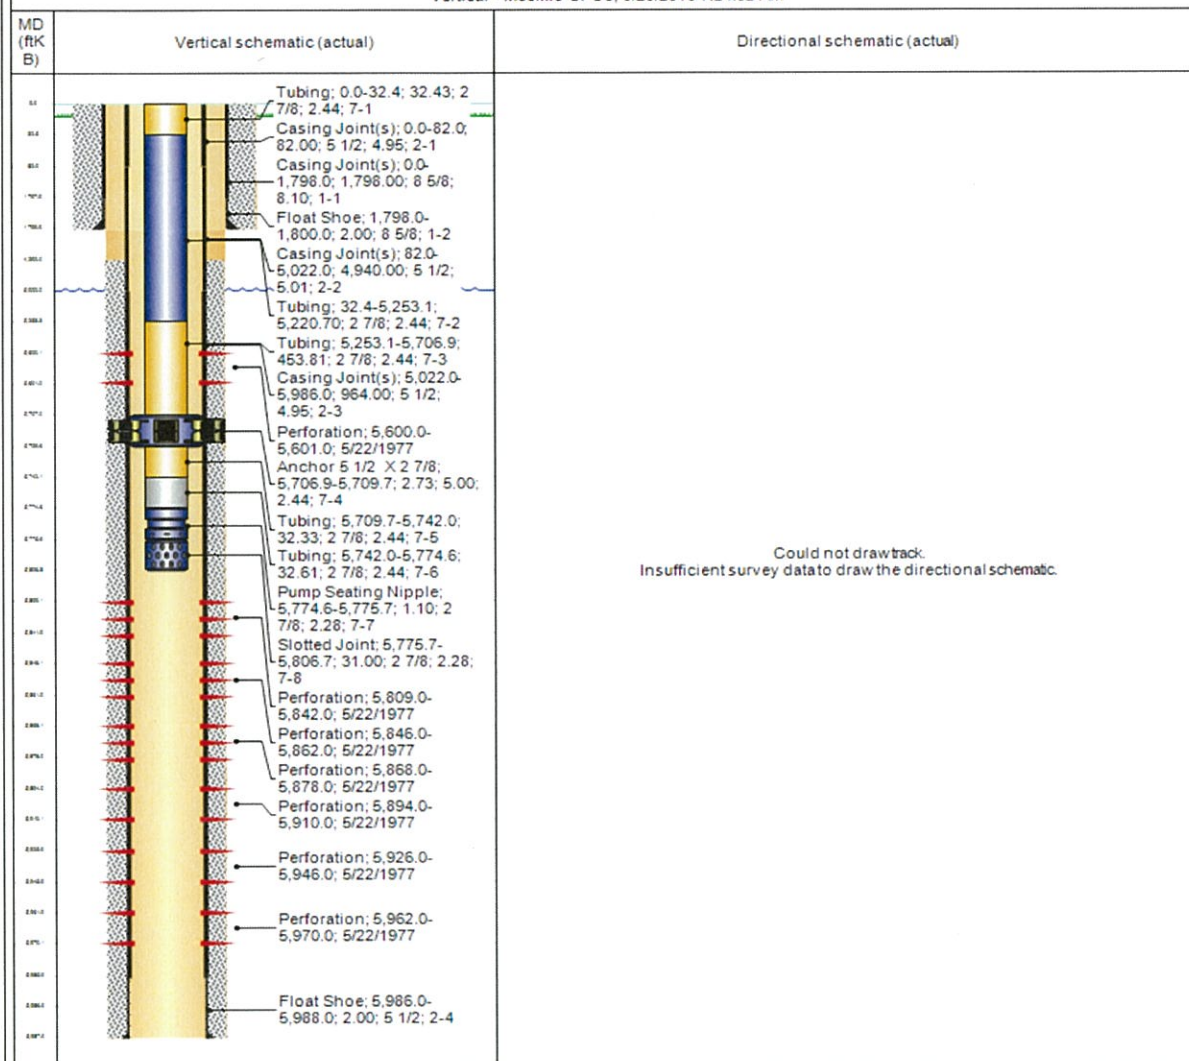 MD
(ftK
B)
Vertical schematic (actual)
Directional schematic (actual)
Tubing; 0.0-32.4; 32.43; 2
7/8; 2.44; 7-1
Casing Joint(s); 0.0-82.0;
82.00; 5 1/2; 4.95; 2-1
Casing Joint(s); 0.0-
1,798.0; 1,798.00; 8 5/8;
8.10; 1-1
Float Shoe; 1,798.0-
1,800.0; 2.00; 8 5/8; 1-2
Casing Joint(s); 82.0-
5,022.0; 4,940.00; 5 1/2;
5.01; 2-2
Tubing; 32.4-5,253.1;
5,220.70; 2 7/8; 2.44; 7-2
Tubing; 5,253.1-5,706.9;
453.81; 2 7/8; 2.44; 7-3
Casing Joint(s); 5,022.0-
5,986.0; 964.00; 5 1/2;
4.95; 2-3
Perforation; 5,600.0-
5,601.0; 5/22/1977
Anchor 5 1/2 X 2 7/8;
5,706.9-5,709.7; 2.73; 5.00;
2.44; 7-4
Tubing; 5,709.7-5,742.0;
32.33; 2 7/8; 2.44; 7-5
Tubing; 5,742.0-5,774.6;
32.61; 2 7/8; 2.44; 7-6
Pump Seating Nipple;
5,774.6-5,775.7; 1.10; 2
7/8; 2.28; 7-7
Slotted Joint; 5,775.7-
5,806.7; 31.00; 2 7/8; 2.28;
7-8
Perforation; 5,809.0-
5,842.0; 5/22/1977
Perforation; 5,846.0-
5,862.0; 5/22/1977
Perforation; 5,868.0-
5,878.0; 5/22/1977
Perforation; 5,894.0-
5,910.0; 5/22/1977
Perforation; 5,926.0-
5,946.0; 5/22/1977
Perforation; 5,962.0-
5,970.0; 5/22/1977
Float Shoe; 5,986.0-
5,988.0; 2.00; 5 1/2; 2-4
Could not draw track.
Insufficient survey data to draw the directional schematic.